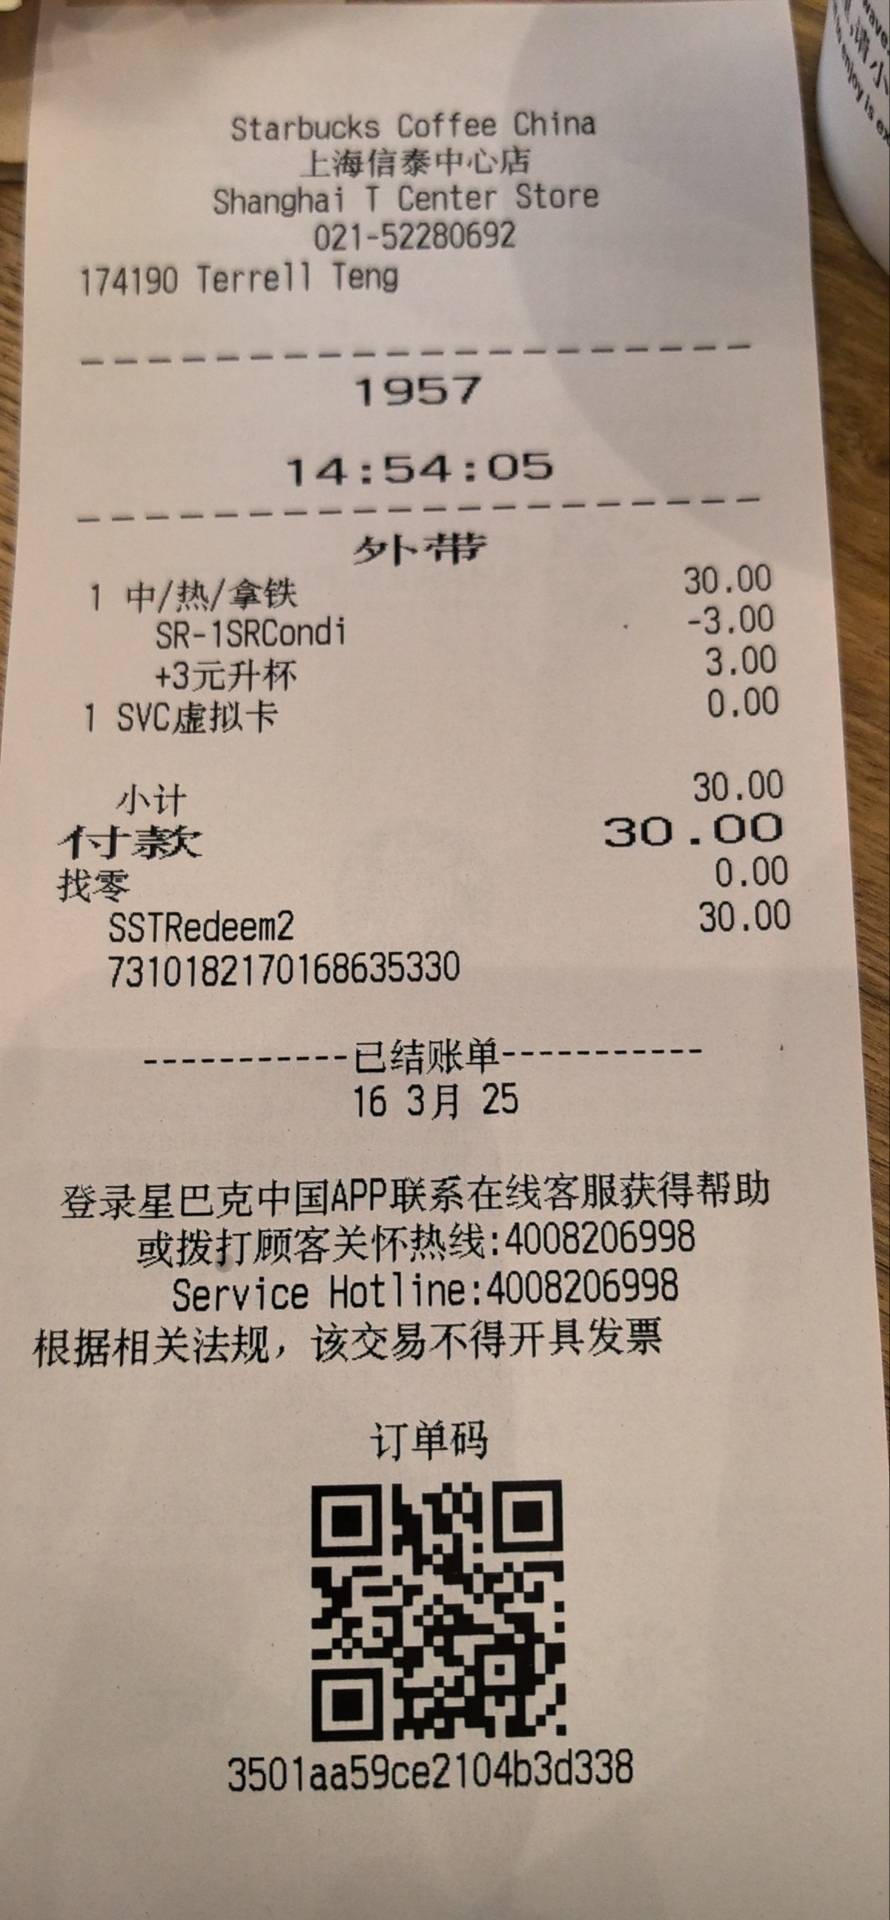 Starbucks Coffee China
上海信泰中心店
Shanghai T Center Store
021-52280692
174190 Terrell Teng
1957
14:54:05
外带
1 中/热/拿铁 30.00
SR-1SRCondi -3.00
+3元升杯 3.00
1 SVC虚拟卡 0.00
小计 30.00
付款 30.00
找零 0.00
SSTRedeem2 30.00
7310182170168635330
-----------已结账单-----------
16 3月 25
登录星巴克中国APP联系在线客服获得帮助
或拨打顾客关怀热线:4008206998
Service Hotline:4008206998
根据相关法规，该交易不得开具发票
订单码
3501aa59ce2104b3d338
enjoy is